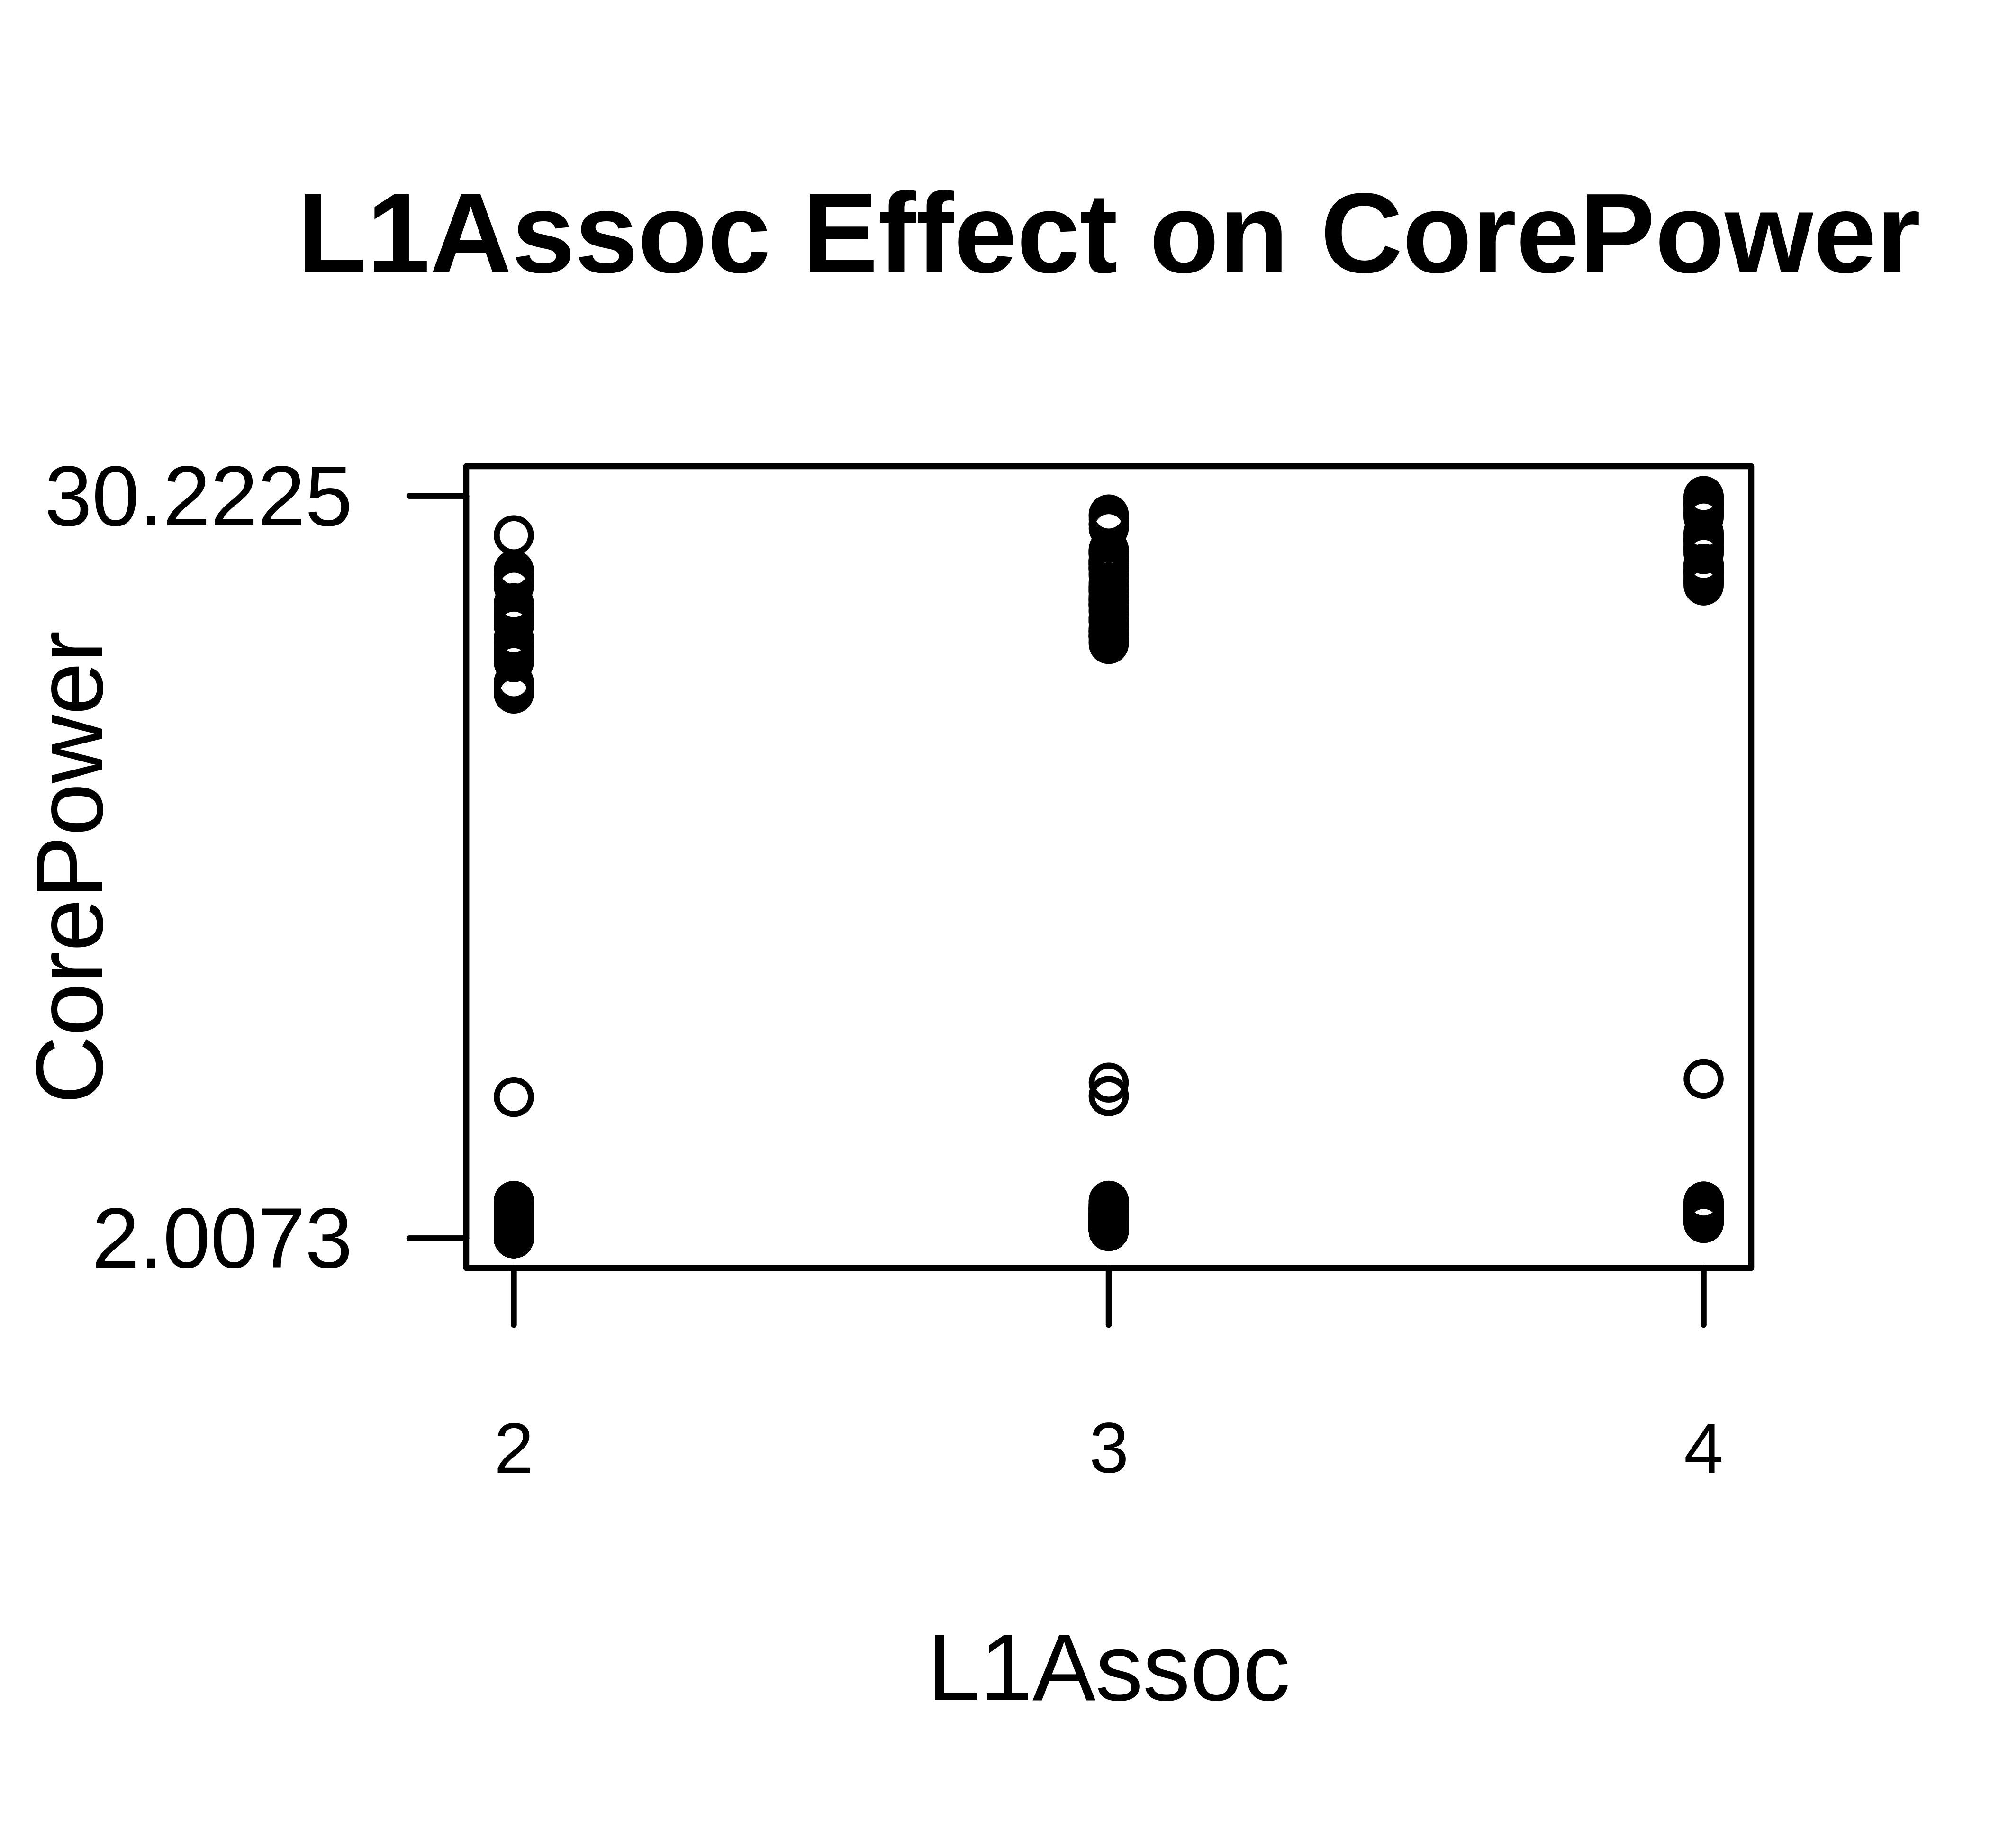 L1Assoc Effect on CorePower
30.2225
CorePower
2.0073
2 3 4
L1Assoc